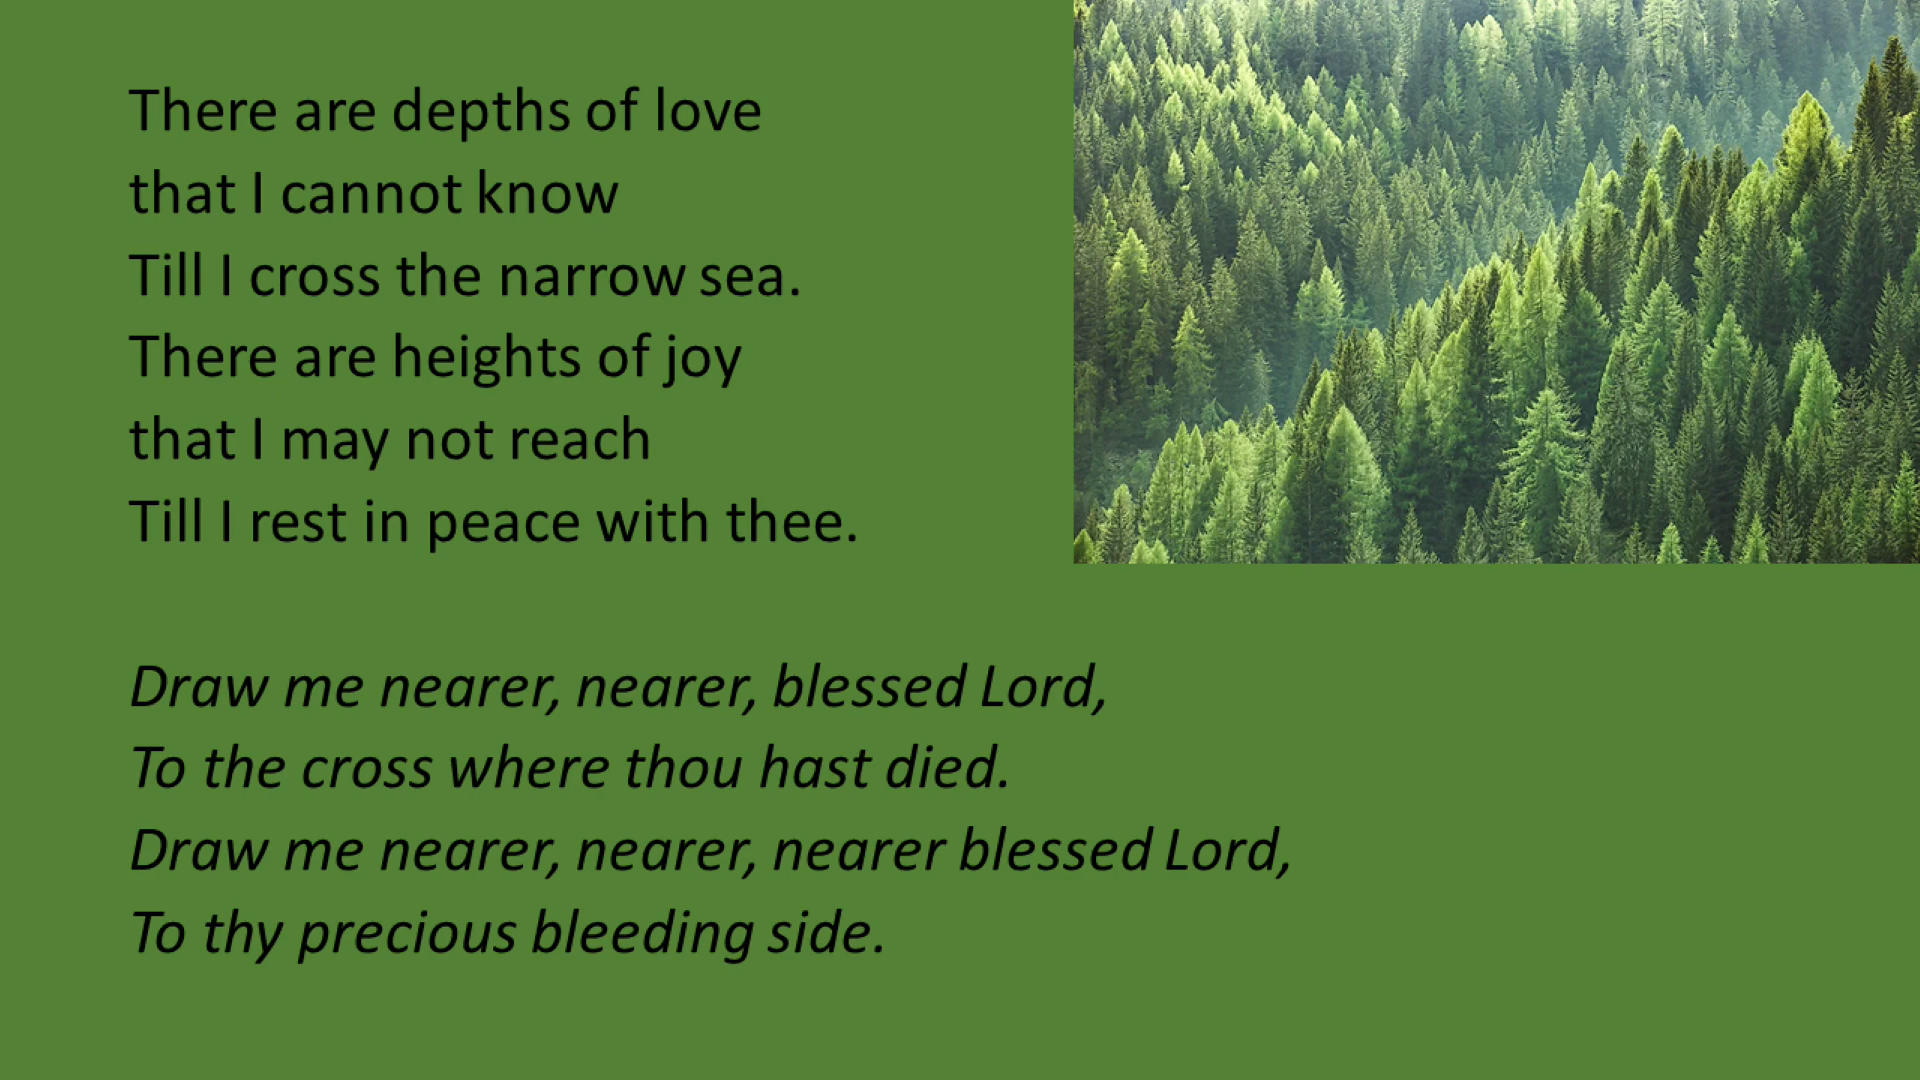 There are depths of love
that I cannot know
Till I cross the narrow sea.
There are heights of joy
that I may not reach
Till I rest in peace with thee.
Draw me nearer, nearer, blessed Lord,
To the cross where thou hast died.
Draw me nearer, nearer, nearer blessed Lord,
To thy precious bleeding side.